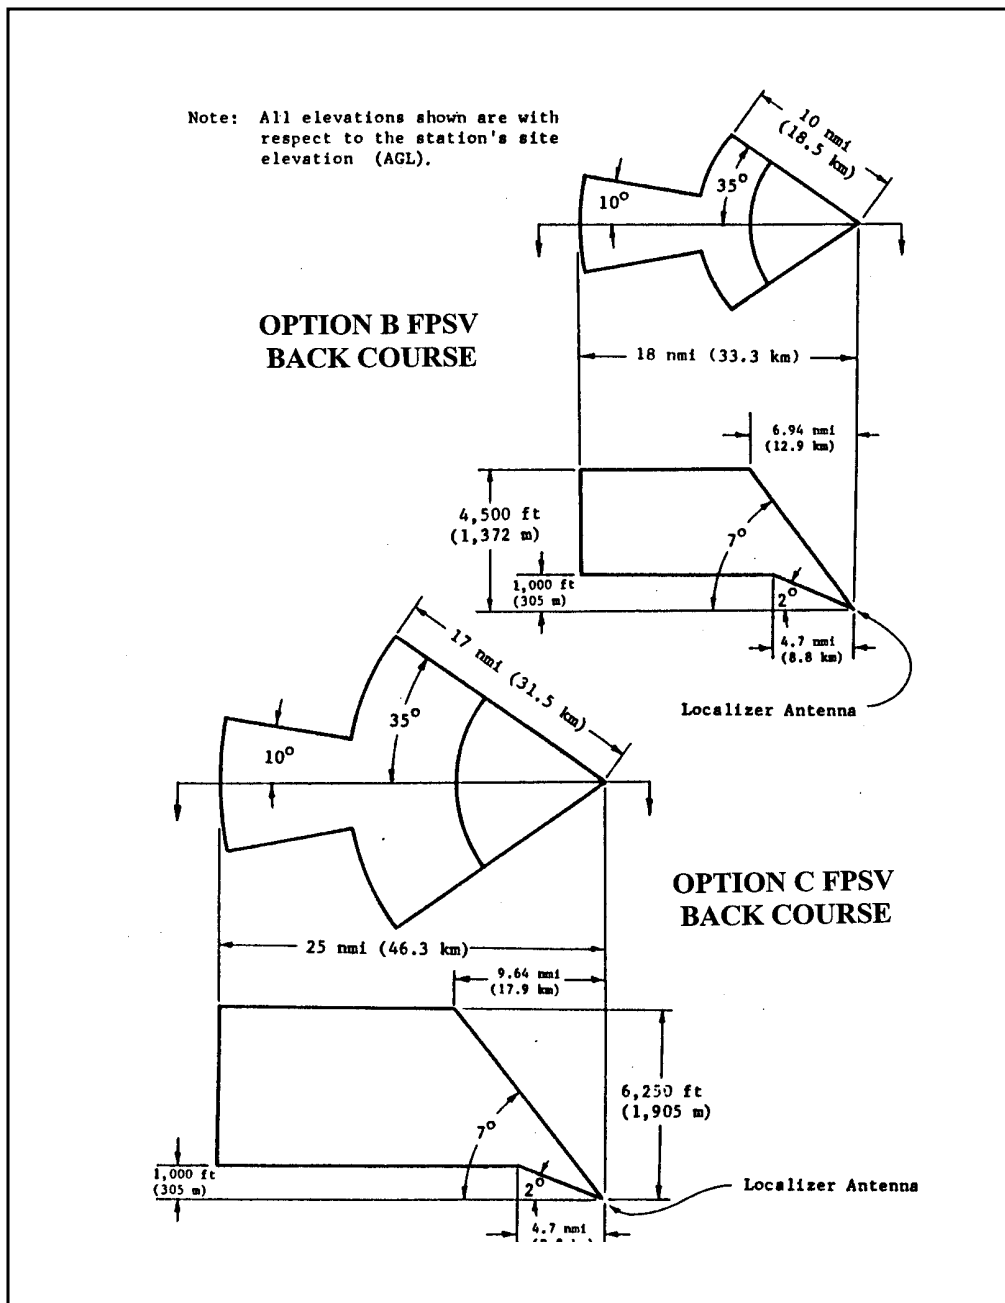 Note: All elevations shown are with
respect to the station's site
elevation (AGL).
10 nmi
(18.5 km)
35°
10°
OPTION B FPSV
BACK COURSE
18 nmi (33.3 km)
6.94 nmi
(12.9 km)
4,500 ft
(1,372 m)
7°
1,000 ft
(305 m)
2°
4.7 nmi
(8.8 km)
Localizer Antenna
17 nmi (31.5 km)
35°
10°
OPTION C FPSV
BACK COURSE
25 nmi (46.3 km)
9.64 nmi
(17.9 km)
6,250 ft
(1,905 m)
7°
1,000 ft
(305 m)
2°
Localizer Antenna
4.7 nmi